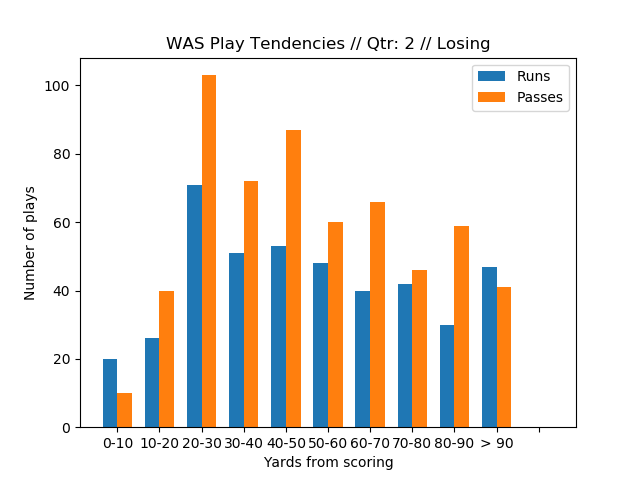 WAS Play Tendencies // Qtr: 2 // Losing
Runs
Passes
100
80
60
40
20
0
Number of plays
0-10 10-20 20-30 30-40 40-50 50-60 60-70 70-80 80-90 > 90
Yards from scoring